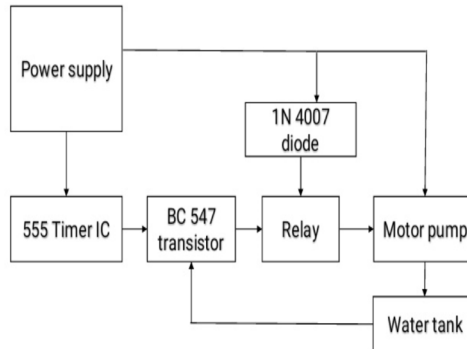 Power supply
1N 4007
diode
555 Timer IC
BC 547
transistor
Relay
Motor pump
Water tank